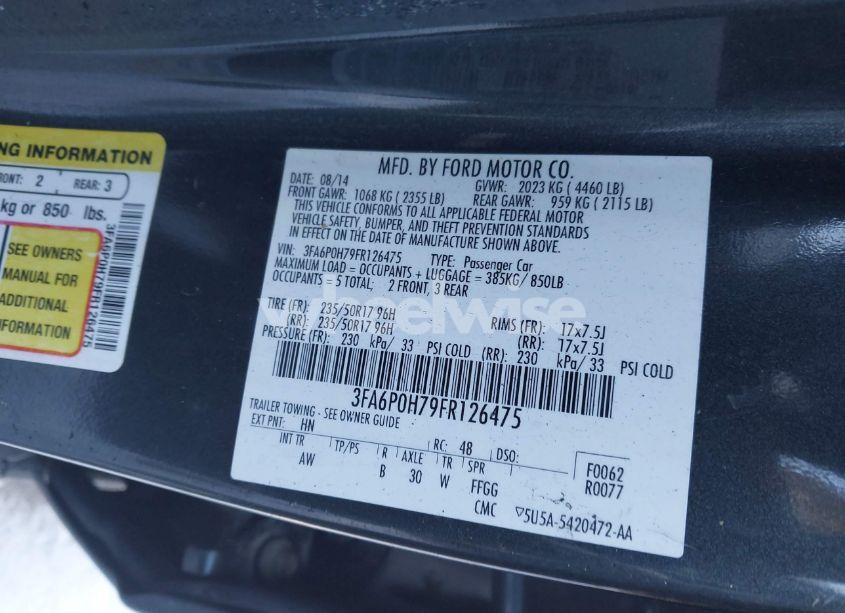 NG INFORMATION
RONT: 2 REAR: 3
kg or 850 lbs.
SEE OWNERS
MANUAL FOR
ADDITIONAL
INFORMATION
3FA6P0H79FR126475
MFD. BY FORD MOTOR CO.
DATE: 08/14 GVWR: 2023 KG ( 4460 LB)
FRONT GAWR: 1068 KG ( 2355 LB) REAR GAWR: 959 KG ( 2115 LB)
THIS VEHICLE CONFORMS TO ALL APPLICABLE FEDERAL MOTOR
VEHICLE SAFETY, BUMPER, AND THEFT PREVENTION STANDARDS
IN EFFECT ON THE DATE OF MANUFACTURE SHOWN ABOVE.
VIN: 3FA6P0H79FR126475 TYPE: Passenger Car
MAXIMUM LOAD = OCCUPANTS + LUGGAGE = 385KG/ 850LB
OCCUPANTS = 5 TOTAL; 2 FRONT, 3 REAR
wheelwise
TIRE (FR): 235/50R17 96H RIMS (FR): 17x7.5J
(RR): 235/50R17 96H (RR): 17x7.5J
PRESSURE (FR): 230 kPa/ 33 PSI COLD (RR): 230 kPa/ 33 PSI COLD
3FA6P0H79FR126475
TRAILER TOWING - SEE OWNER GUIDE
EXT PNT: HN RC: 48 DSO:
INT TR TP/PS R AXLE TR SPR F0062
AW B 30 W FFGG R0077
CMC 5U5A-5420472-AA